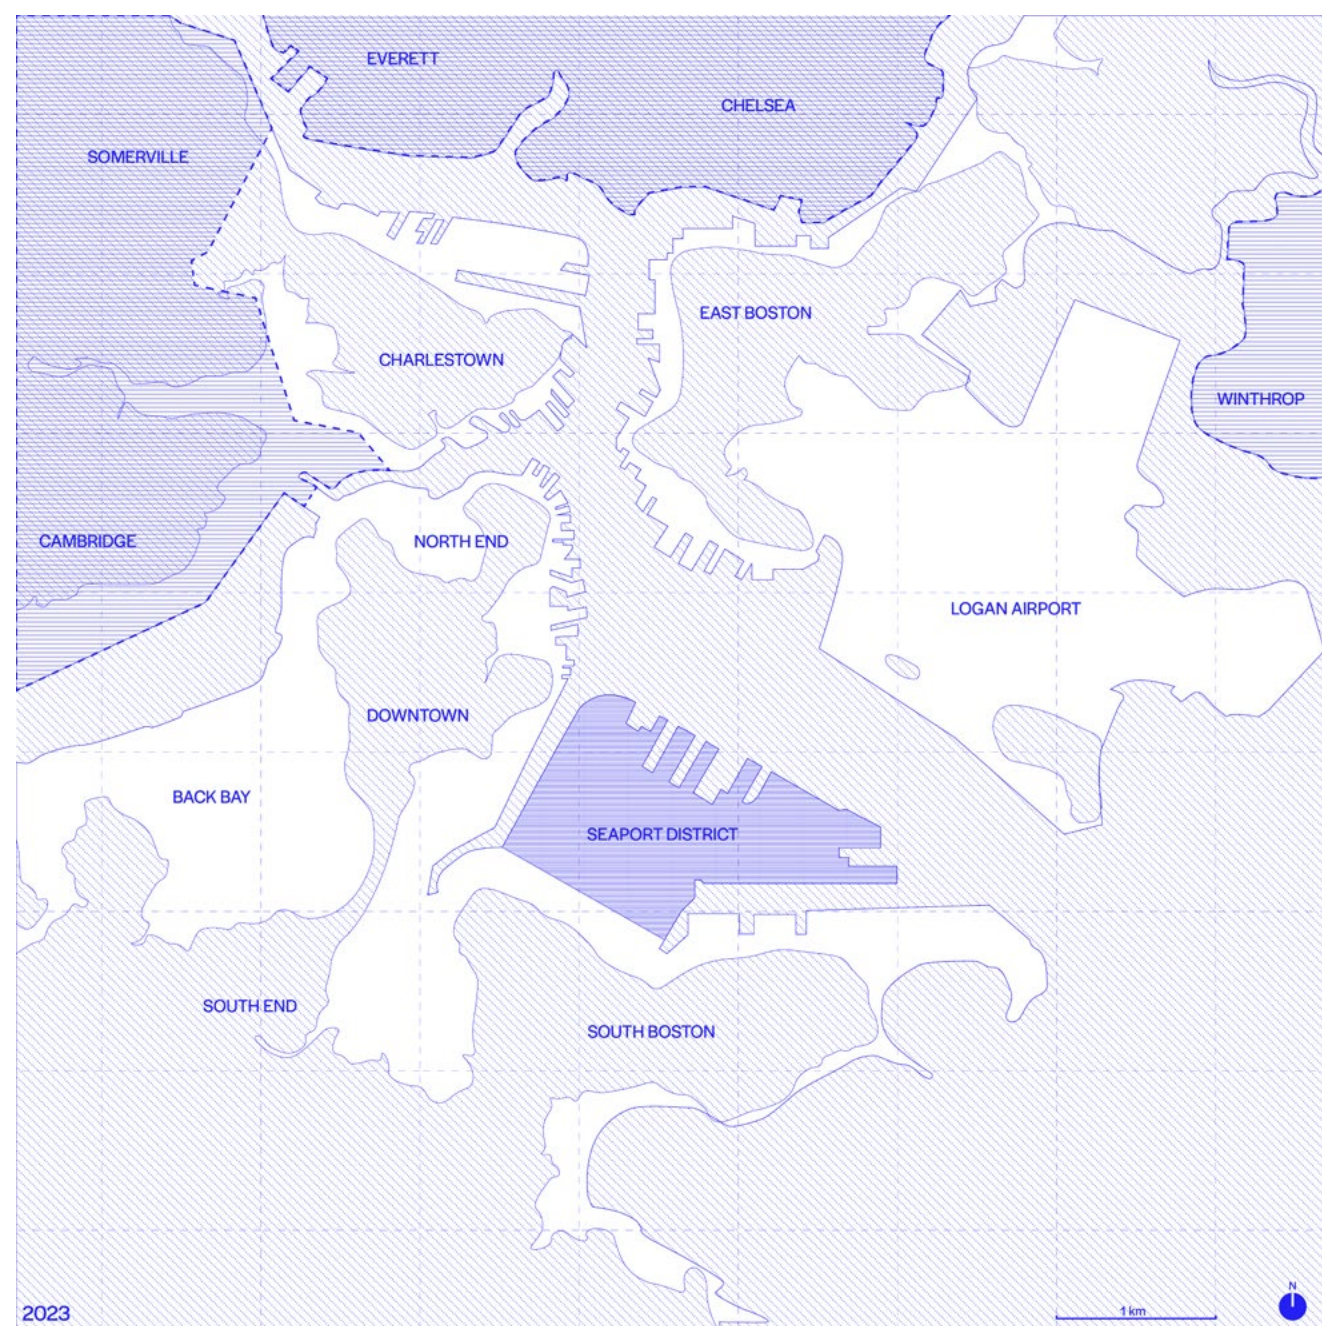 EVERETT
CHELSEA
SOMERVILLE
EAST BOSTON
CHARLESTOWN
WINTHROP
CAMBRIDGE
NORTH END
LOGAN AIRPORT
DOWNTOWN
BACK BAY
SEAPORT DISTRICT
SOUTH END
SOUTH BOSTON
2023
1 km
N